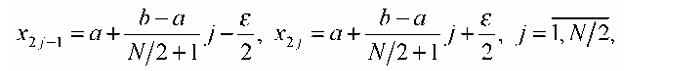 x_{2j-1} = a + \frac{b-a}{N/2+1} j - \frac{ε}{2}, x_{2j} = a + \frac{b-a}{N/2+1} j + \frac{ε}{2}, j = \overline{1, N/2},